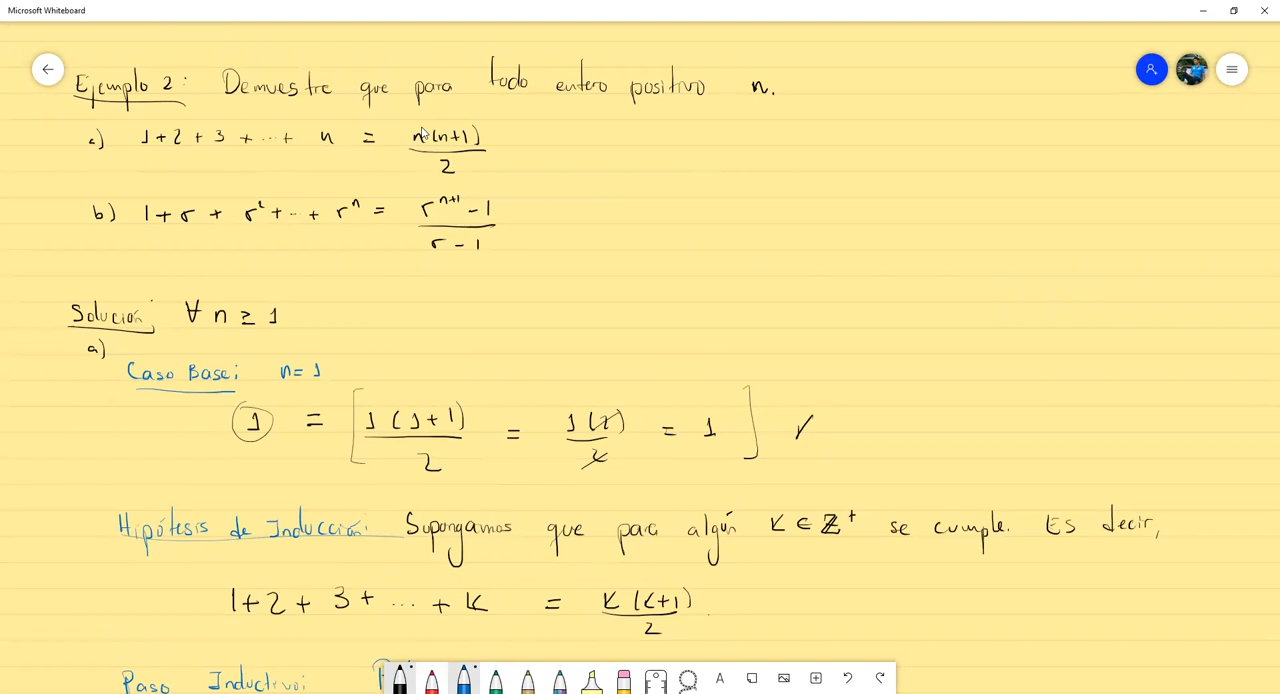 Microsoft Whiteboard
Ejemplo 2: Demuestre que para todo entero positivo n.
a) 1+2+3+...+ n = n(n+1)/2
b) 1+r+r²+...+rⁿ = (rⁿ⁺¹-1)/(r-1)
Solución: ∀ n ≥ 1
a)
Caso Base: n=1
1 = [1(1+1)/2 = 1(2)/2 = 1] ✓
Hipótesis de Inducción: Supongamos que para algún K ∈ ℤ⁺ se cumple. Es decir,
1+2+3+...+K = K(K+1)/2
Paso Inductivo: